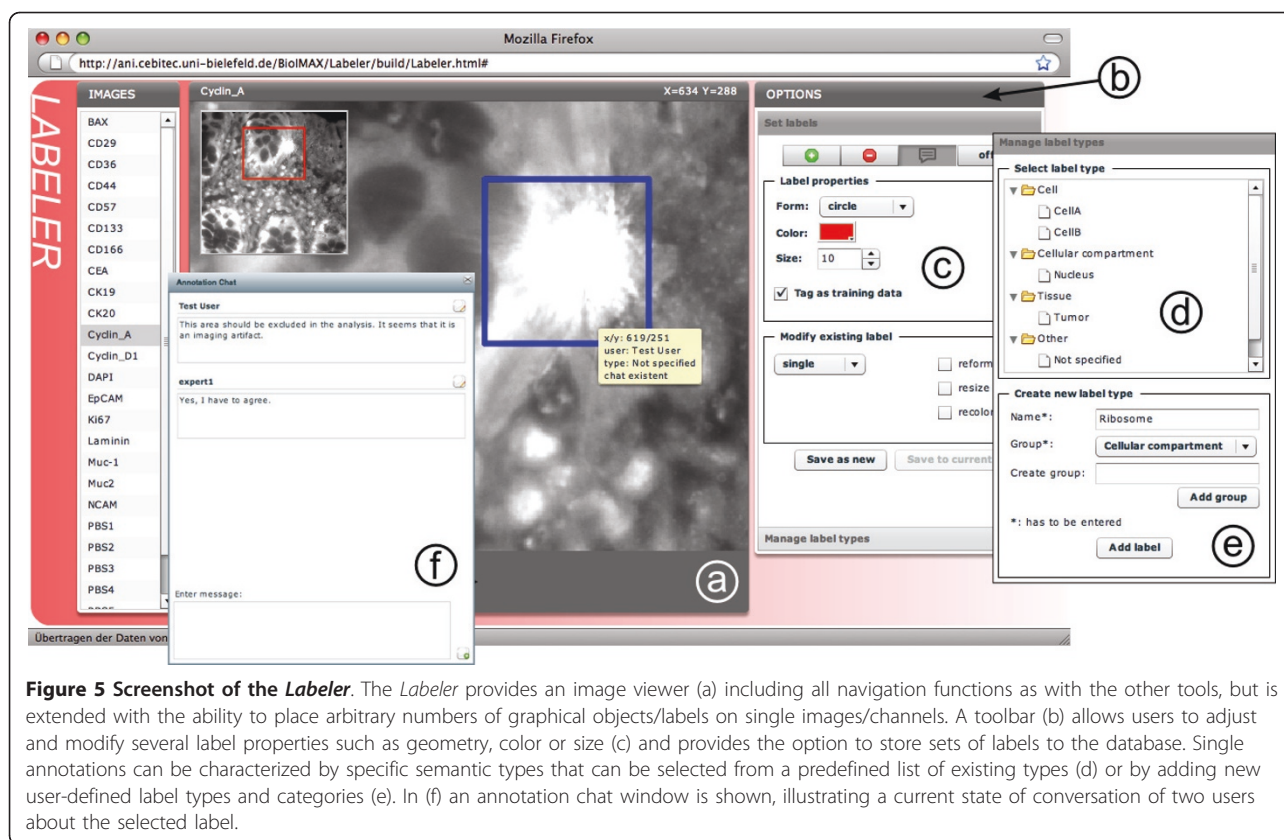 Mozilla Firefox
http://ani.cebitec.uni-bielefeld.de/BioIMAX/Labeler/build/Labeler.html#
LABELER
IMAGES
BAX
CD29
CD36
CD44
CD57
CD133
CD166
CEA
CK19
CK20
Cyclin_A
Cyclin_D1
DAPI
EpCAM
Ki67
Laminin
Muc-1
Muc2
NCAM
PBS1
PBS2
PBS3
PBS4
Cyclin_A
X=634 Y=288
x/y: 619/251
user: Test User
type: Not specified
chat existent
a
Annotation Chat
Test User
This area should be excluded in the analysis. It seems that it is
an imaging artifact.
expert1
Yes, I have to agree.
f
Enter message:
OPTIONS
b
Set labels
off
Label properties
Form: circle
Color:
Size: 10
c
Tag as training data
Modify existing label
single
reform
resize
recolor
Save as new
Save to current
Manage label types
Manage label types
Select label type
Cell
CellA
CellB
Cellular compartment
Nucleus
Tissue
Tumor
Other
Not specified
d
Create new label type
Name*: Ribosome
Group*: Cellular compartment
Create group:
Add group
*: has to be entered
Add label
e
Übertragen der Daten von
Figure 5 Screenshot of the Labeler. The Labeler provides an image viewer (a) including all navigation functions as with the other tools, but is
extended with the ability to place arbitrary numbers of graphical objects/labels on single images/channels. A toolbar (b) allows users to adjust
and modify several label properties such as geometry, color or size (c) and provides the option to store sets of labels to the database. Single
annotations can be characterized by specific semantic types that can be selected from a predefined list of existing types (d) or by adding new
user-defined label types and categories (e). In (f) an annotation chat window is shown, illustrating a current state of conversation of two users
about the selected label.